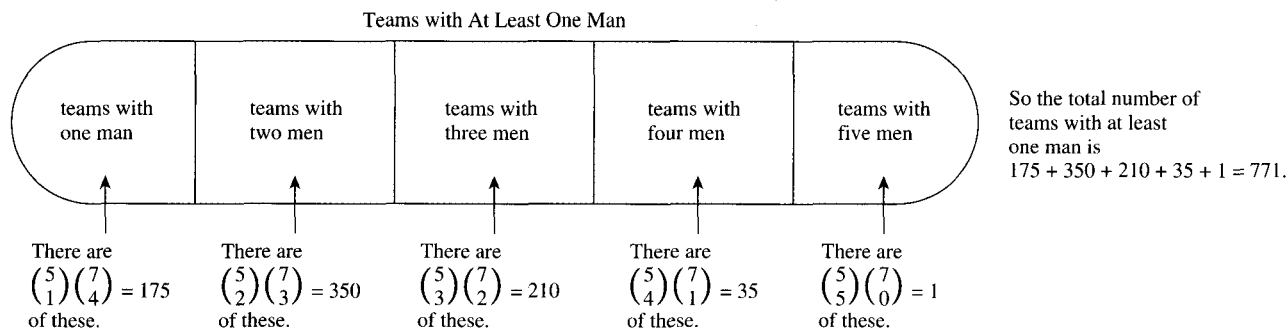 Teams with At Least One Man
teams with
one man
teams with
two men
teams with
three men
teams with
four men
teams with
five men
So the total number of
teams with at least
one man is
175 + 350 + 210 + 35 + 1 = 771.
There are
(5 1)(7 4) = 175
of these.
There are
(5 2)(7 3) = 350
of these.
There are
(5 3)(7 2) = 210
of these.
There are
(5 4)(7 1) = 35
of these.
There are
(5 5)(7 0) = 1
of these.